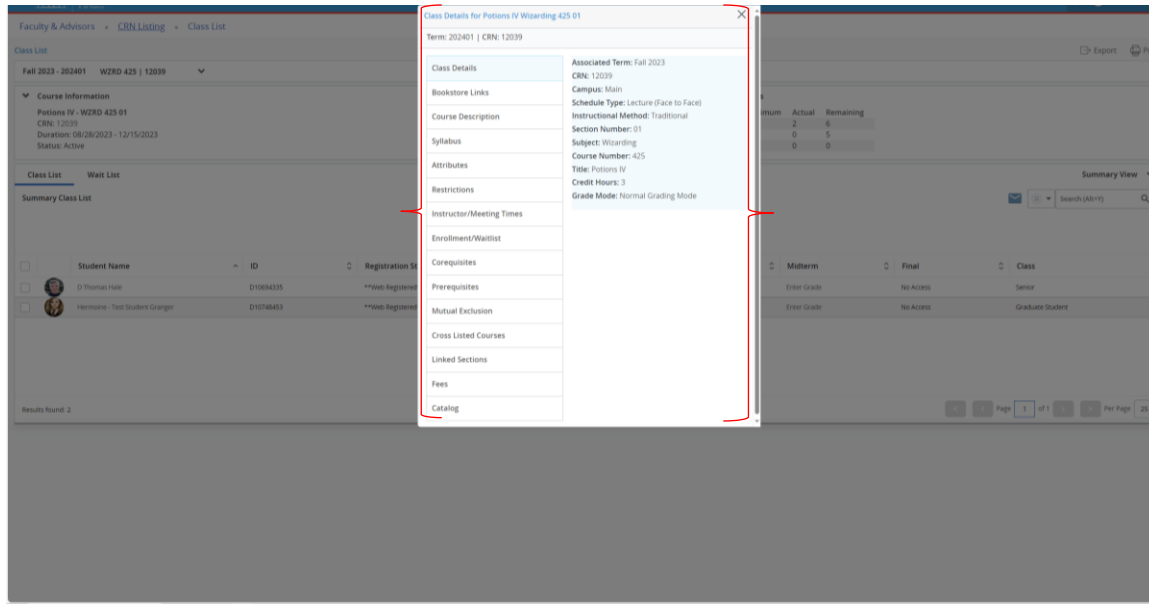 Faculty & Advisors • CRN Listing • Class List
Class List
Export
Fall 2023 - 202401 WZRD 425 | 12039
Course Information
Potions IV - WZRD 425 01
CRN: 12039
Duration: 08/28/2023 - 12/15/2023
Status: Active
Actual Remaining
2 6
0 5
0 0
Class List Wait List
Summary View
Summary Class List
Search (Alt+Y)
Student Name ID Registration St
Midterm Final Class
D Thomas Hale D10694335 **Web Registered
Enter Grade No Access Senior
Hermoine - Test Student Granger D10748453 **Web Registered
Enter Grade No Access Graduate Student
Results found: 2
Page 1 of 1 Per Page 25
Class Details for Potions IV Wizarding 425 01
Term: 202401 | CRN: 12039
Class Details
Bookstore Links
Course Description
Syllabus
Attributes
Restrictions
Instructor/Meeting Times
Enrollment/Waitlist
Corequisites
Prerequisites
Mutual Exclusion
Cross Listed Courses
Linked Sections
Fees
Catalog
Associated Term: Fall 2023
CRN: 12039
Campus: Main
Schedule Type: Lecture (Face to Face)
Instructional Method: Traditional
Section Number: 01
Subject: Wizarding
Course Number: 425
Title: Potions IV
Credit Hours: 3
Grade Mode: Normal Grading Mode